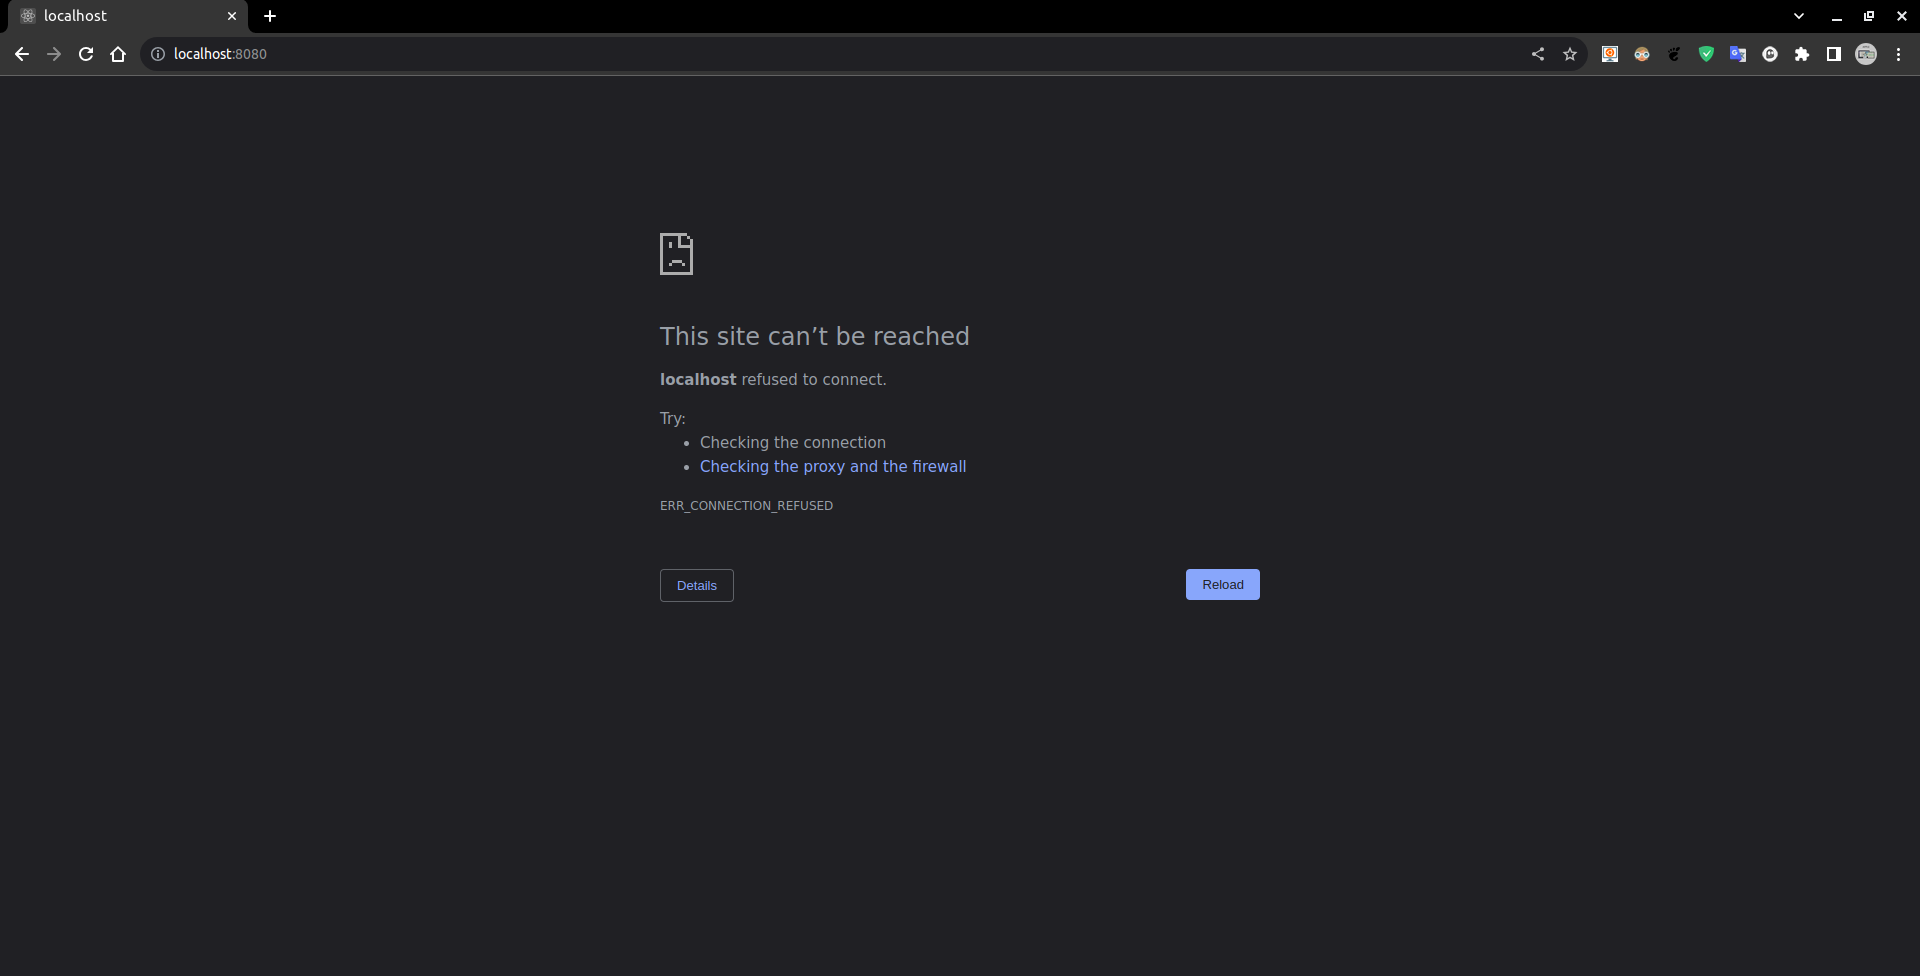 localhost
localhost:8080
This site can’t be reached
localhost refused to connect.
Try:
Checking the connection
Checking the proxy and the firewall
ERR_CONNECTION_REFUSED
Details
Reload